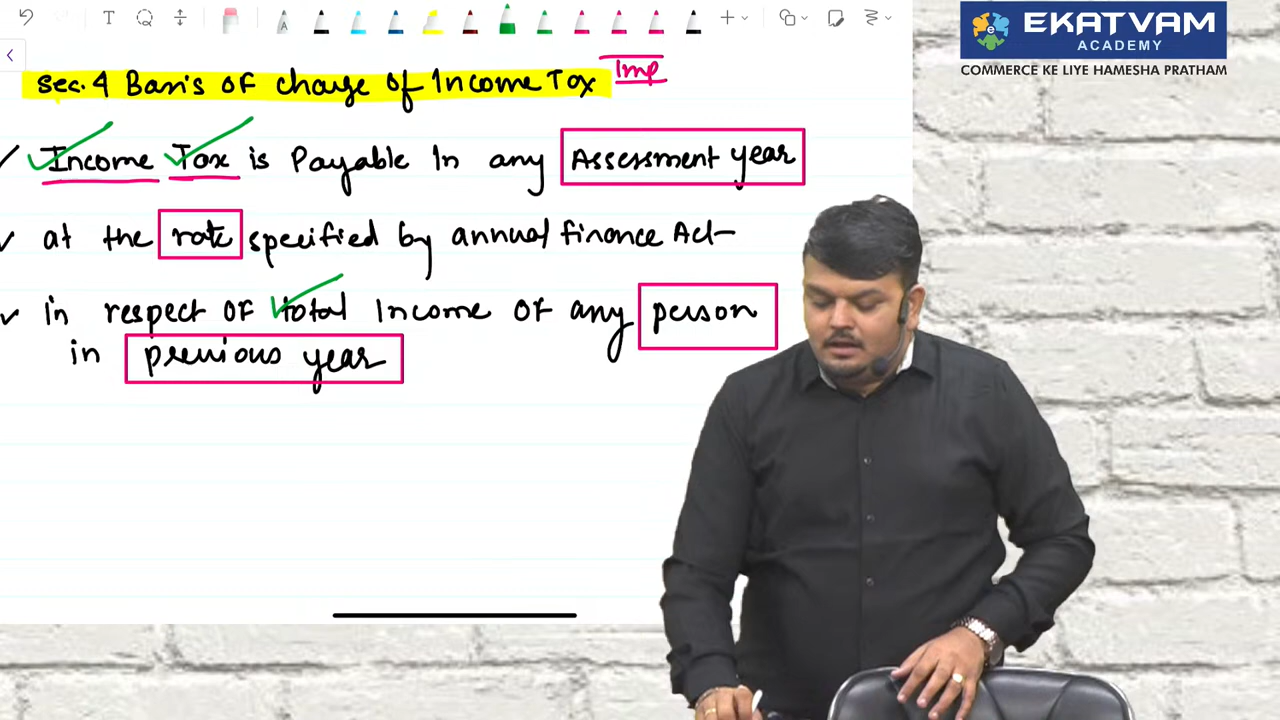 EKATVAM
ACADEMY
COMMERCE KE LIYE HAMESHA PRATHAM
Sec. 4 Basis of charge of Income Tax Imp
Income Tax is Payable In any Assessment year
at the rate specified by annual finance Act
in respect of total Income of any person
in previous year